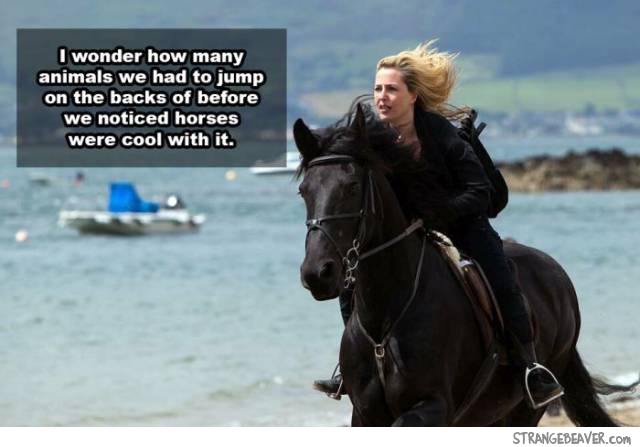 I wonder how many
animals we had to jump
on the backs of before
we noticed horses
were cool with it.
STRANGEBEAVER.COM